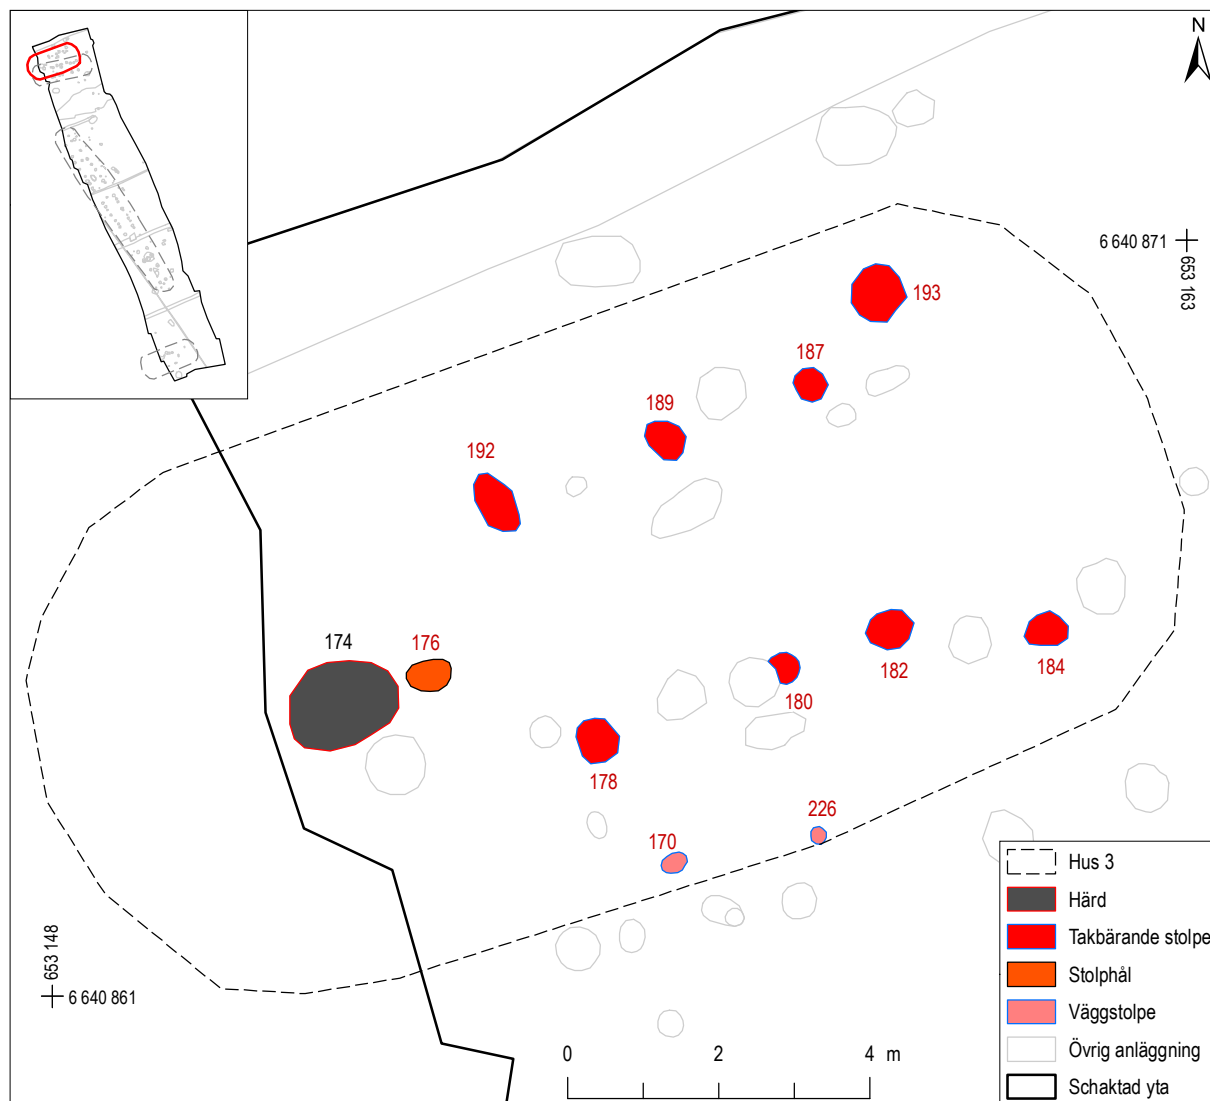 N
6 640 871
653 163
193
187
189
192
174
176
182
184
180
178
226
170
653 148
6 640 861
0 2 4 m
Hus 3
Härd
Takbärande stolpe
Stolphål
Väggstolpe
Övrig anläggning
Schaktad yta